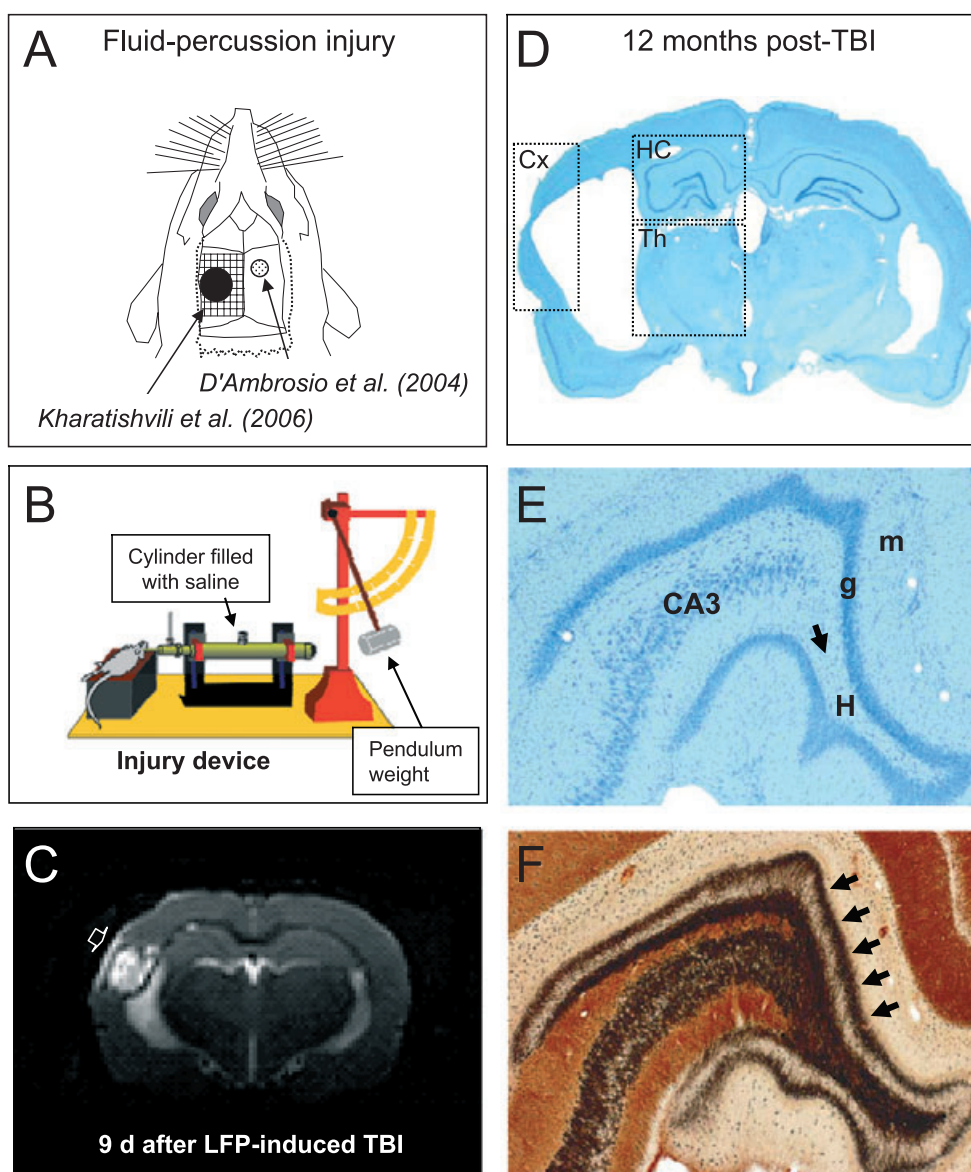 A
Fluid-percussion injury
D'Ambrosio et al. (2004)
Kharatishvili et al. (2006)
B
Cylinder filled
with saline
Injury device
Pendulum
weight
C
9 d after LFP-induced TBI
D
12 months post-TBI
Cx
HC
Th
E
m
g
CA3
H
F